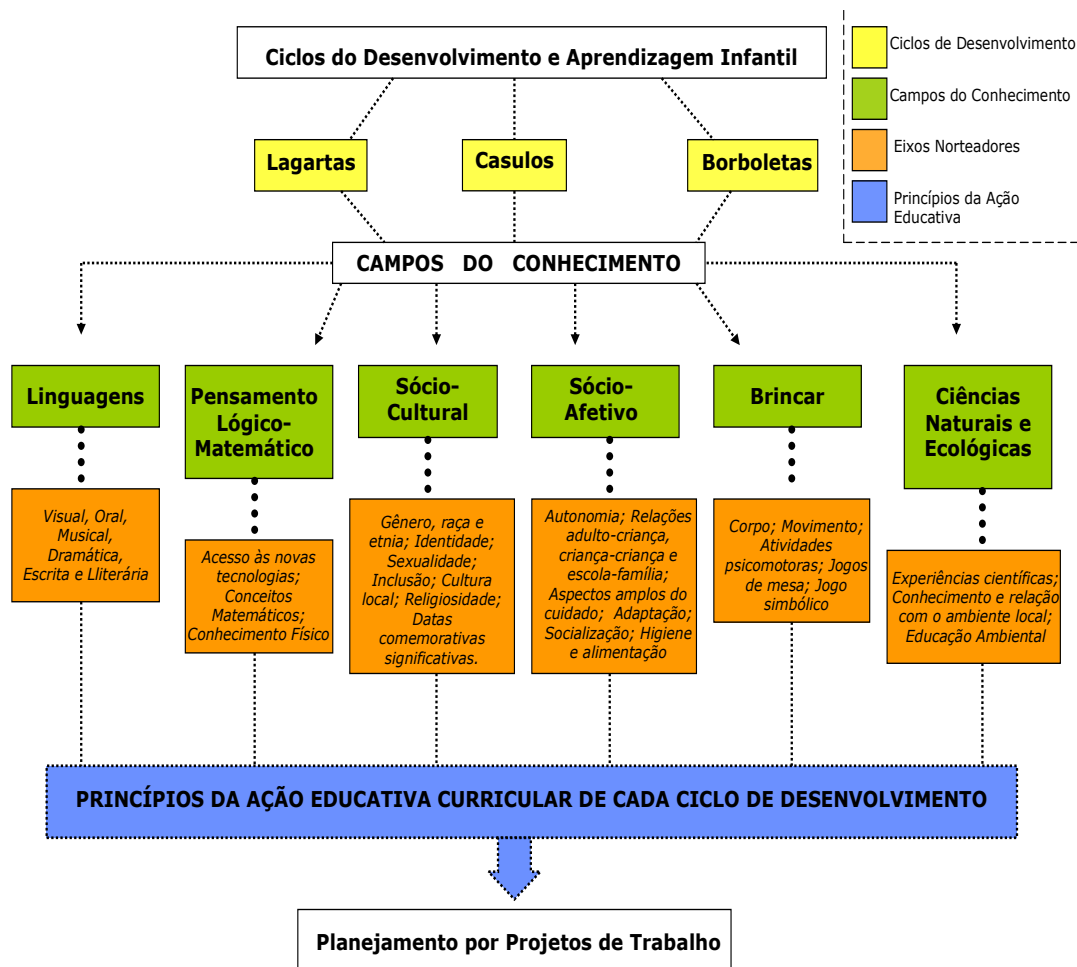 Ciclos do Desenvolvimento e Aprendizagem Infantil
Ciclos de Desenvolvimento
Campos do Conhecimento
Eixos Norteadores
Princípios da Ação
Educativa
Lagartas
Casulos
Borboletas
CAMPOS DO CONHECIMENTO
Linguagens
Pensamento
Lógico-
Matemático
Sócio-
Cultural
Sócio-
Afetivo
Brincar
Ciências
Naturais e
Ecológicas
Visual, Oral,
Musical,
Dramática,
Escrita e Lliterária
Acesso às novas
tecnologias;
Conceitos
Matemáticos;
Conhecimento Físico
Gênero, raça e
etnia; Identidade;
Sexualidade;
Inclusão; Cultura
local; Religiosidade;
Datas
comemorativas
significativas.
Autonomia; Relações
adulto-criança,
criança-criança e
escola-família;
Aspectos amplos do
cuidado; Adaptação;
Socialização; Higiene
e alimentação
Corpo; Movimento;
Atividades
psicomotoras; Jogos
de mesa; Jogo
simbólico
Experiências científicas;
Conhecimento e relação
com o ambiente local;
Educação Ambiental
PRINCÍPIOS DA AÇÃO EDUCATIVA CURRICULAR DE CADA CICLO DE DESENVOLVIMENTO
Planejamento por Projetos de Trabalho